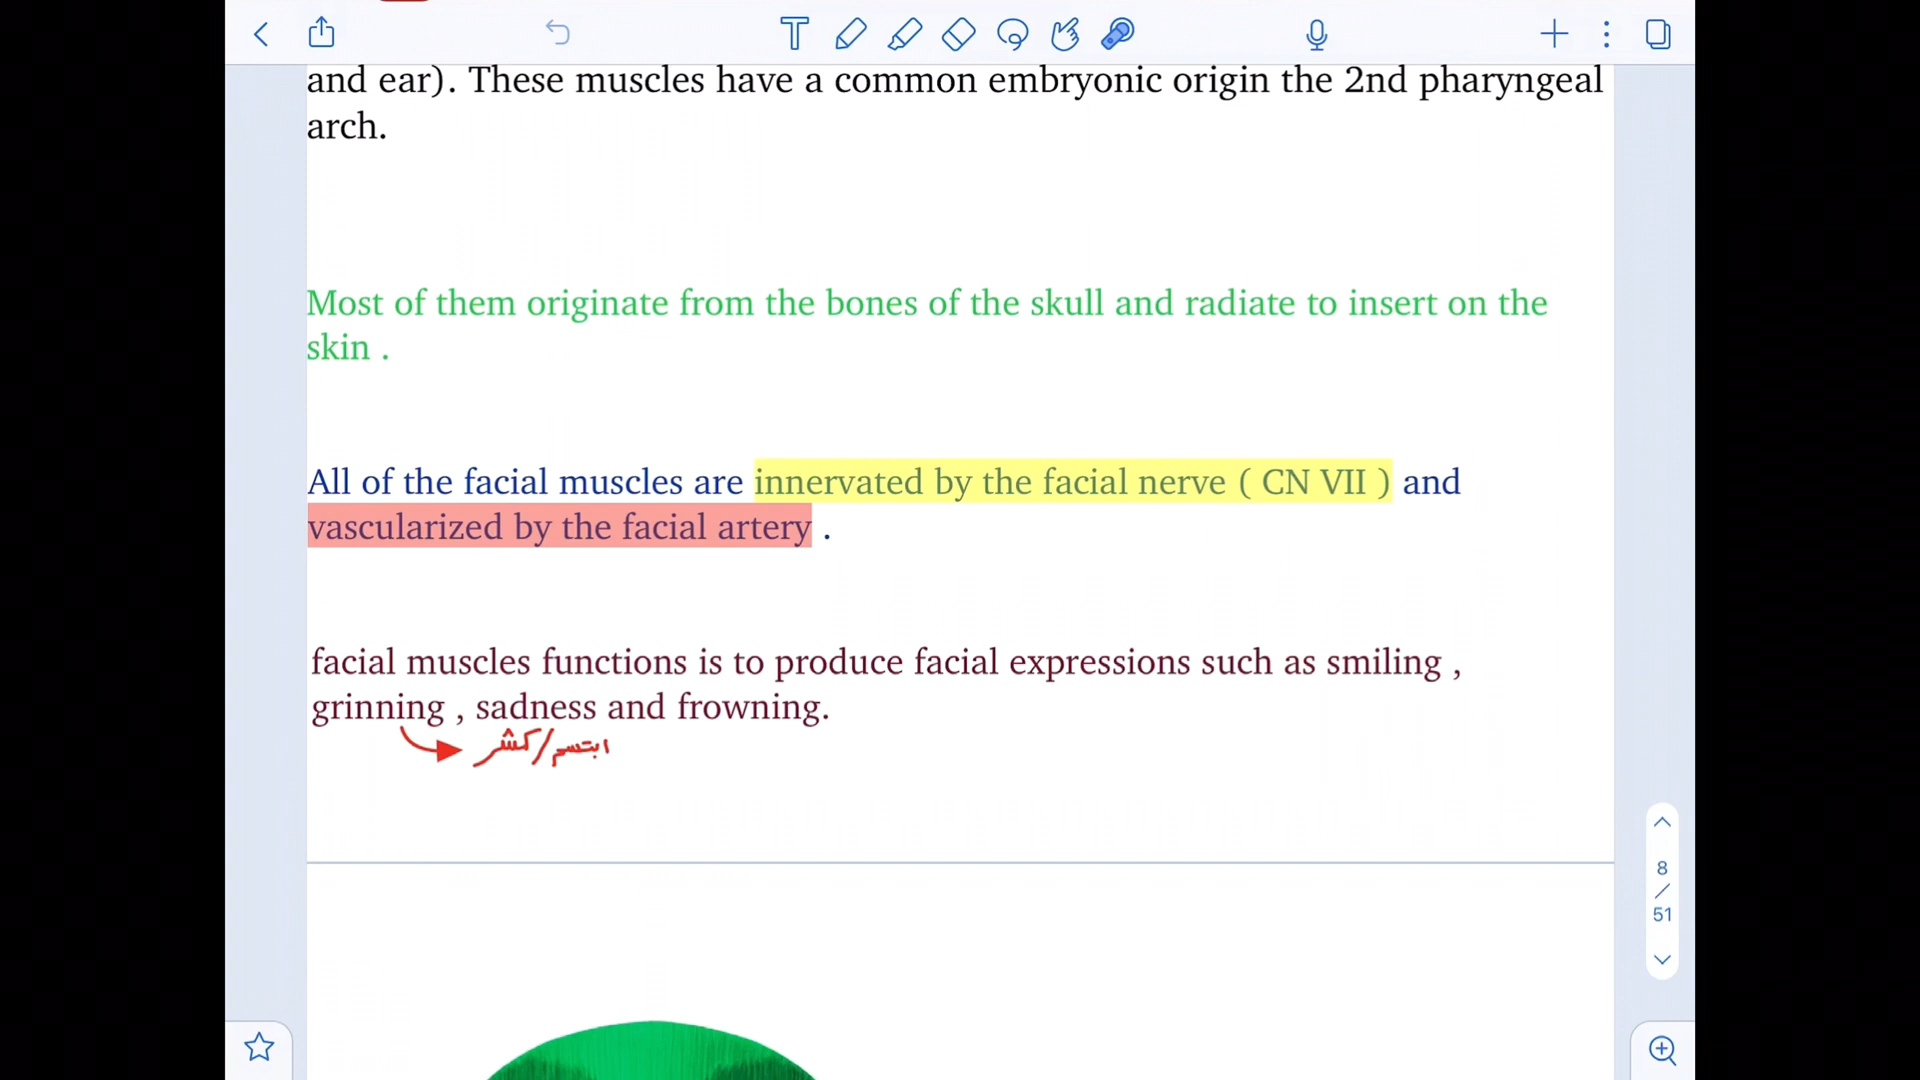 and ear). These muscles have a common embryonic origin the 2nd pharyngeal
arch.
Most of them originate from the bones of the skull and radiate to insert on the
skin .
All of the facial muscles are innervated by the facial nerve ( CN VII ) and
vascularized by the facial artery .
facial muscles functions is to produce facial expressions such as smiling ,
grinning , sadness and frowning.
ابتسم/كشر
8
/
51